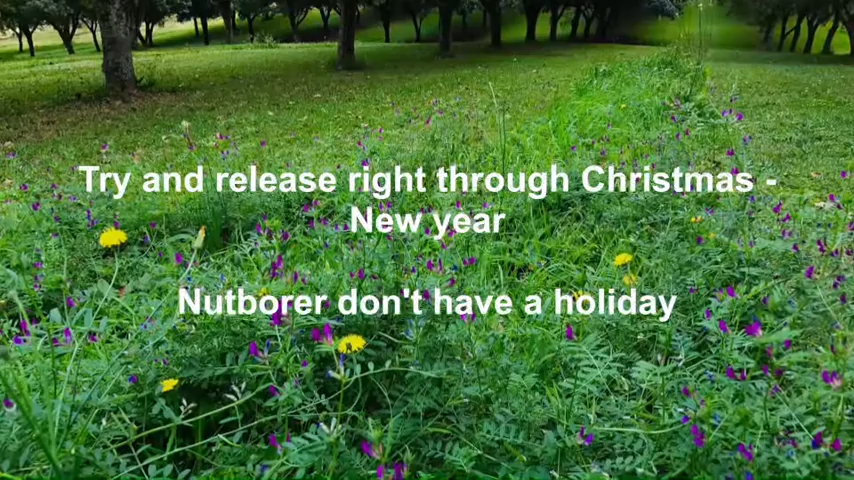 Try and release right through Christmas -
New year
Nutborer don't have a holiday